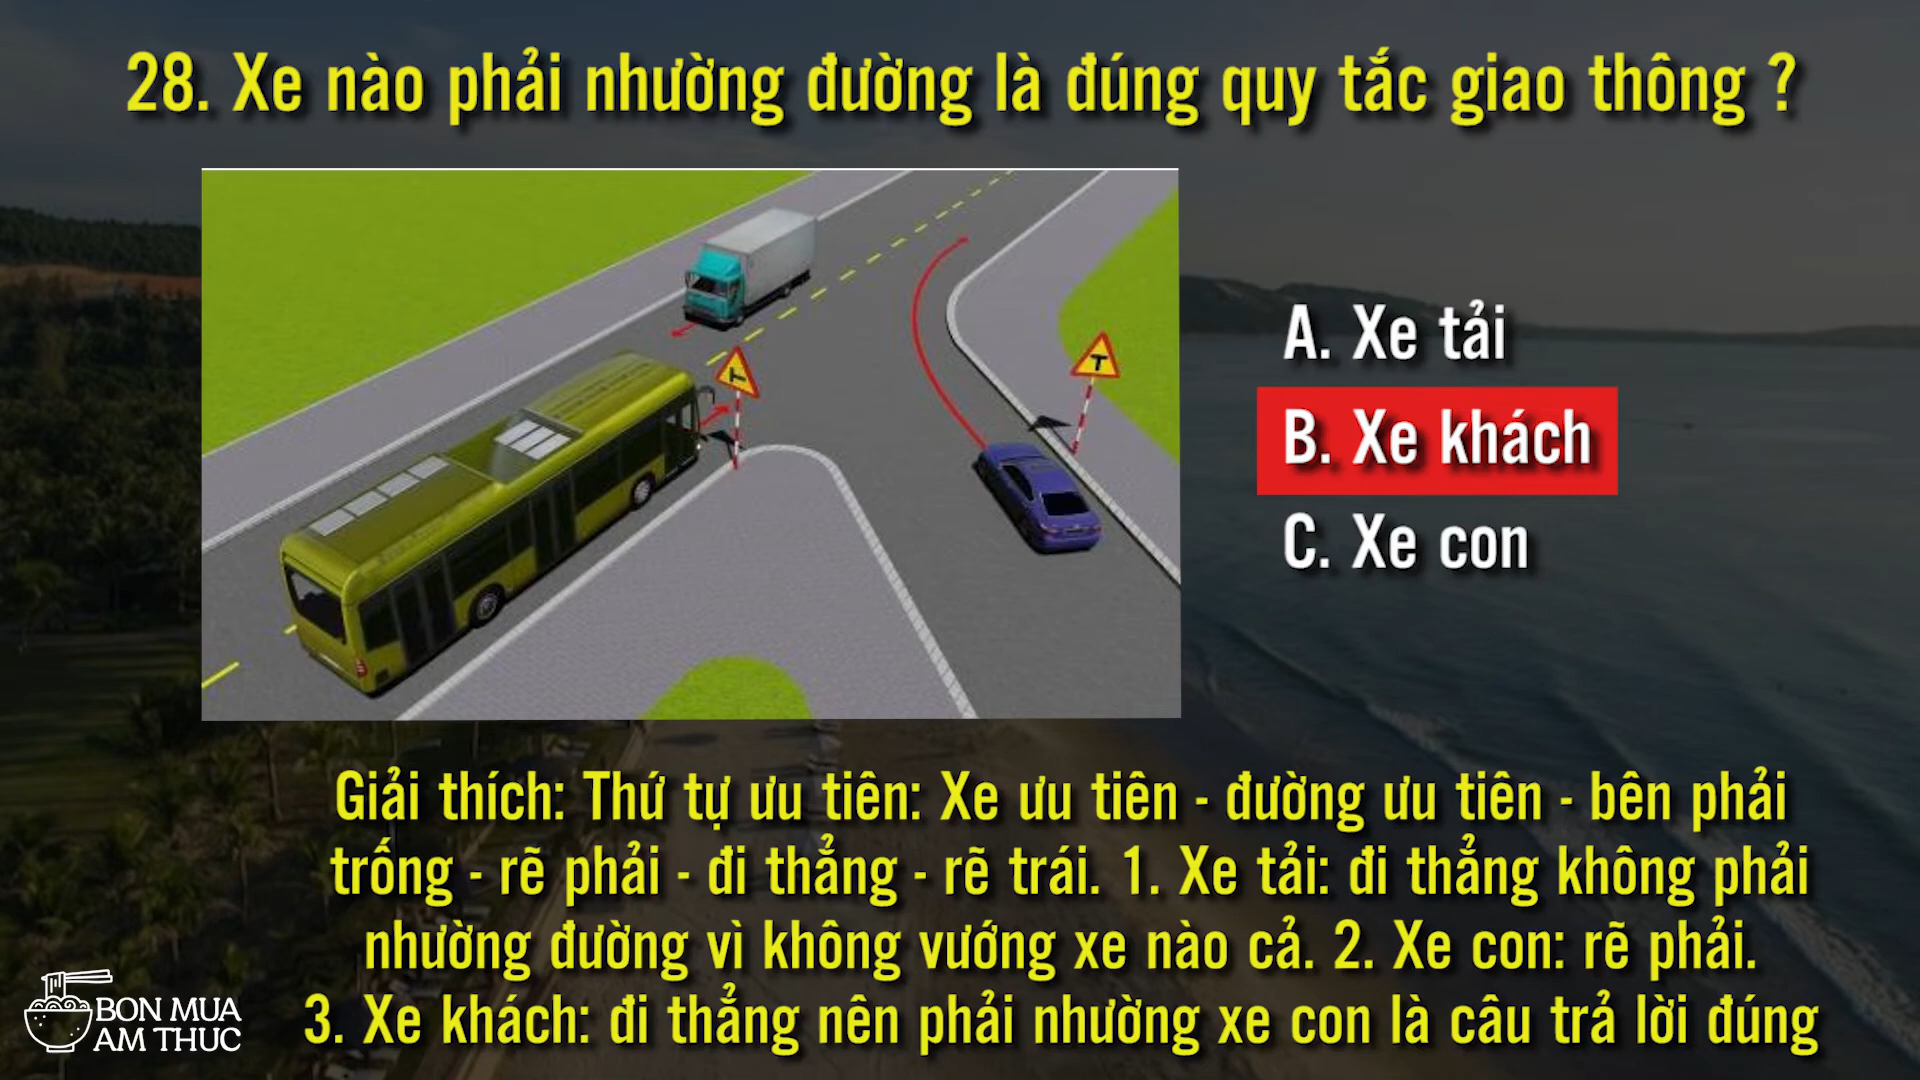 28. Xe nào phải nhường đường là đúng quy tắc giao thông ?
A. Xe tải
B. Xe khách
C. Xe con
Giải thích: Thứ tự ưu tiên: Xe ưu tiên - đường ưu tiên - bên phải
trống - rẽ phải - đi thẳng - rẽ trái. 1. Xe tải: đi thẳng không phải
nhường đường vì không vướng xe nào cả. 2. Xe con: rẽ phải.
3. Xe khách: đi thẳng nên phải nhường xe con là câu trả lời đúng
BON MUA
AM THUC